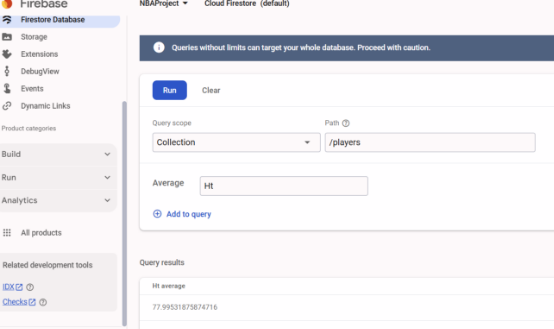 Firebase
NBAProject
Cloud Firestore (default)
Firestore Database
Storage
Extensions
DebugView
Events
Dynamic Links
Product categories
Build
Run
Analytics
All products
Related development tools
IDX
Checks
Queries without limits can target your whole database. Proceed with caution.
Run
Clear
Query scope
Path
Collection
/players
Average
Ht
Add to query
Query results
Ht average
77.99531875874716